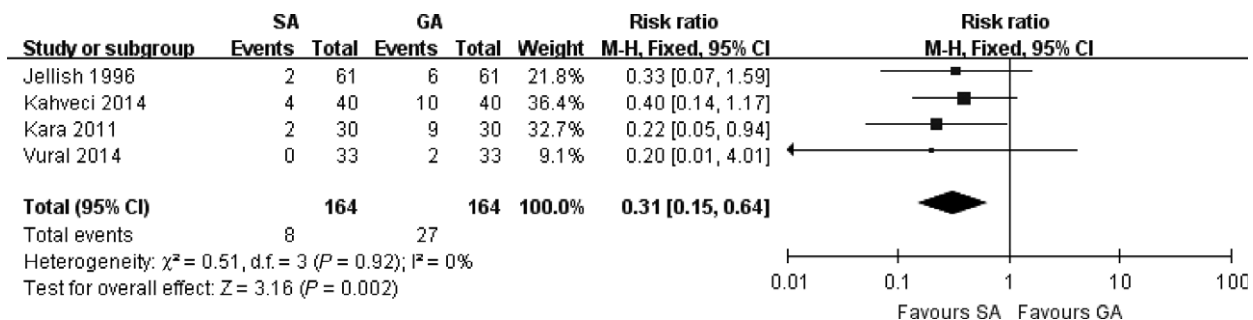 SA GA Risk ratio Risk ratio
Study or subgroup Events Total Events Total Weight M-H, Fixed, 95% CI M-H, Fixed, 95% CI
Jellish 1996 2 61 6 61 21.8% 0.33 [0.07, 1.59]
Kahveci 2014 4 40 10 40 36.4% 0.40 [0.14, 1.17]
Kara 2011 2 30 9 30 32.7% 0.22 [0.05, 0.94]
Vural 2014 0 33 2 33 9.1% 0.20 [0.01, 4.01]
Total (95% CI) 164 164 100.0% 0.31 [0.15, 0.64]
Total events 8 27
Heterogeneity: χ² = 0.51, d.f. = 3 (P = 0.92); I² = 0%
Test for overall effect: Z = 3.16 (P = 0.002)
0.01 0.1 1 10 100
Favours SA Favours GA